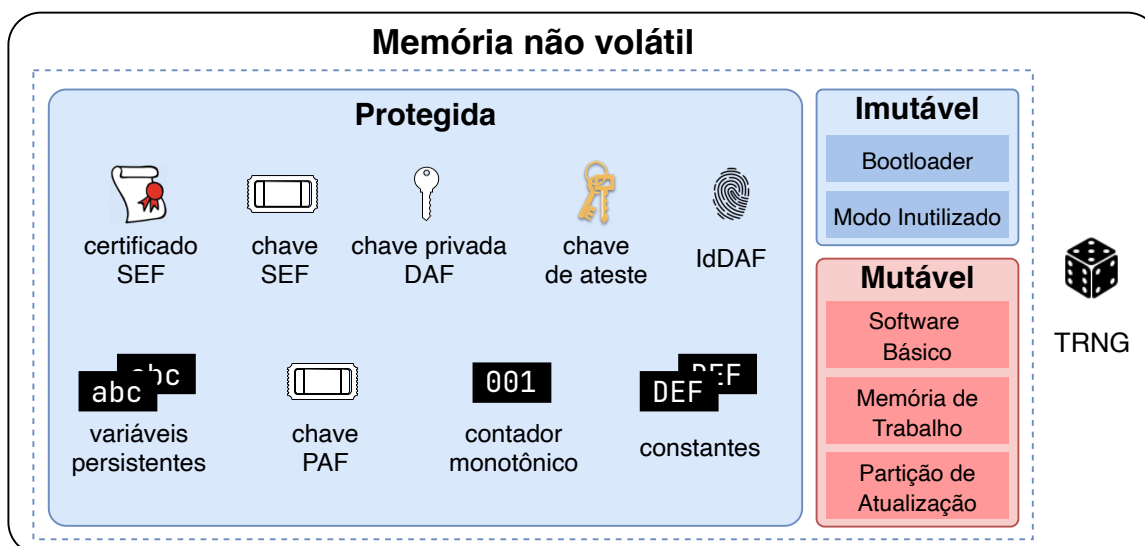 Memória não volátil
Protegida
certificado
SEF
chave
SEF
chave privada
DAF
chave
de ateste
IdDAF
abc
abc
variáveis
persistentes
chave
PAF
001
contador
monotônico
DEF
DEF
constantes
Imutável
Bootloader
Modo Inutilizado
Mutável
Software
Básico
Memória de
Trabalho
Partição de
Atualização
TRNG